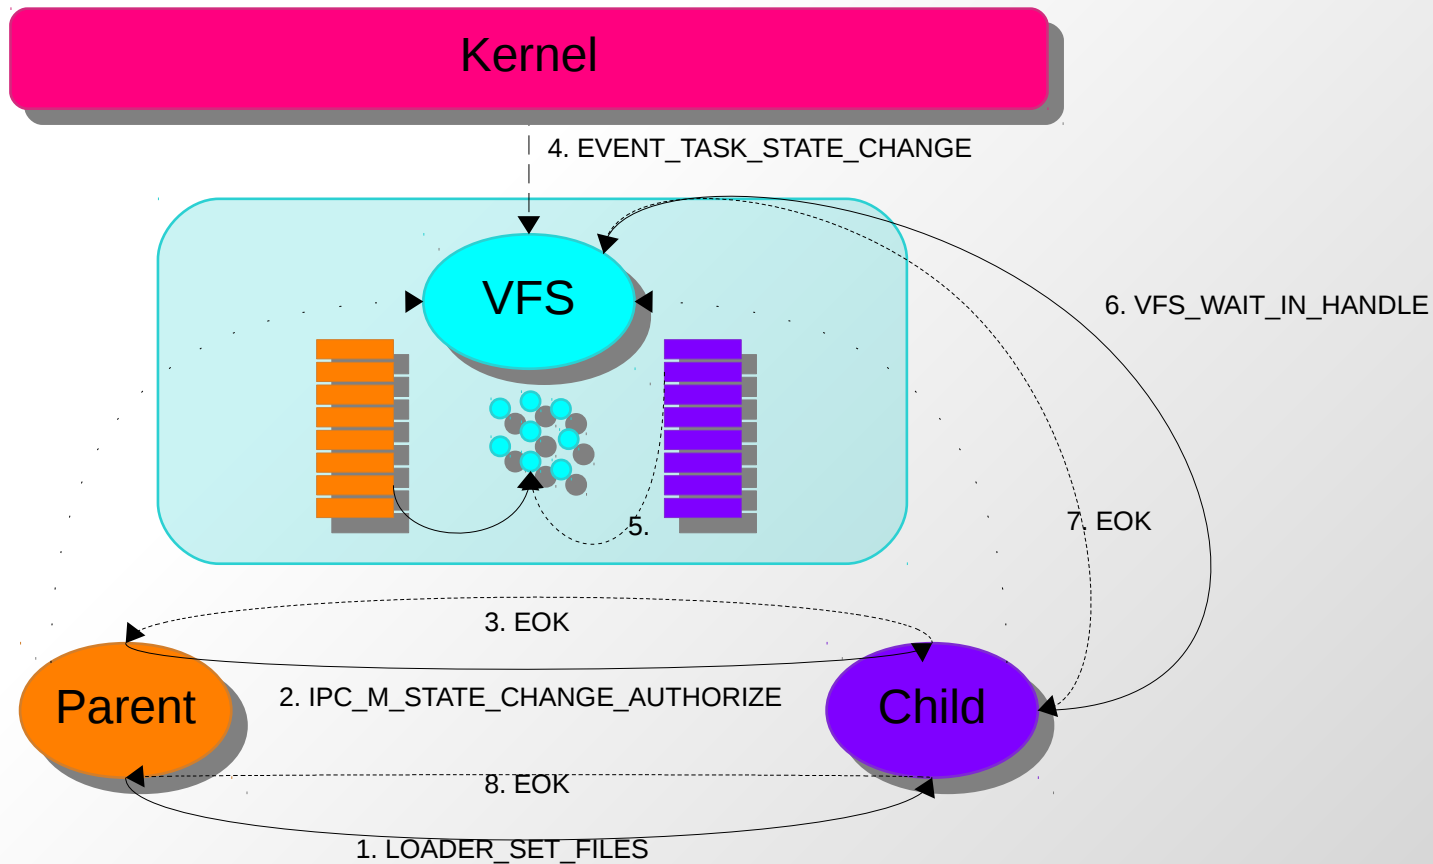 Kernel
4. EVENT_TASK_STATE_CHANGE
VFS
6. VFS_WAIT_IN_HANDLE
5.
7. EOK
3. EOK
2. IPC_M_STATE_CHANGE_AUTHORIZE
Parent
Child
8. EOK
1. LOADER_SET_FILES